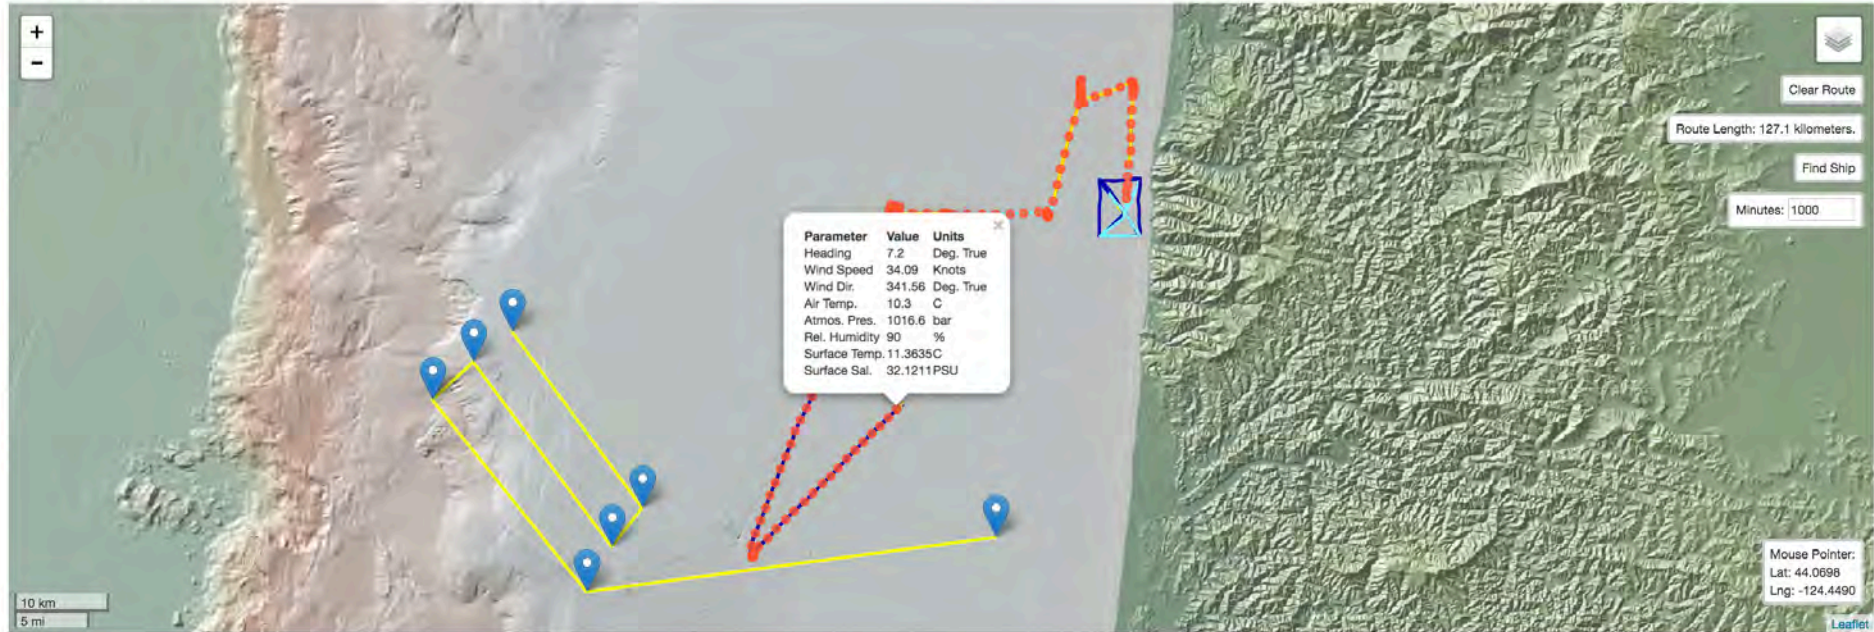 +
-
Clear Route
Route Length: 127.1 kilometers.
Find Ship
Minutes: 1000
Parameter Value Units
Heading 7.2 Deg. True
Wind Speed 34.09 Knots
Wind Dir. 341.56 Deg. True
Air Temp. 10.3 C
Atmos. Pres. 1016.6 bar
Rel. Humidity 90 %
Surface Temp. 11.3635C
Surface Sal. 32.1211PSU
Mouse Pointer:
Lat: 44.0698
Lng: -124.4490
10 km
5 mi
Leaflet